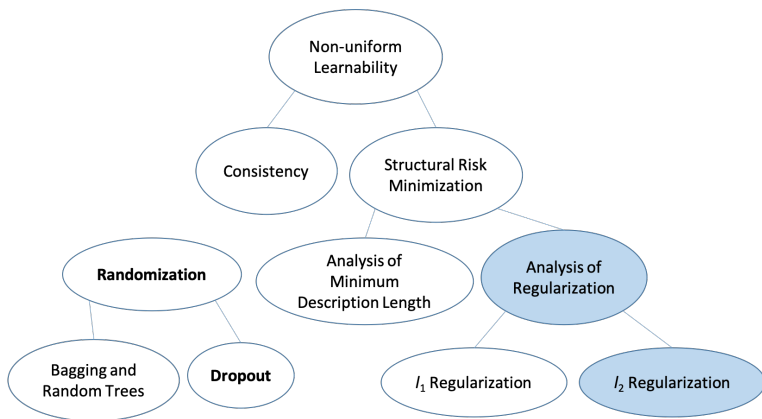 Non-uniform
Learnability
Consistency
Structural Risk
Minimization
Randomization
Analysis of
Minimum
Description Length
Analysis of
Regularization
Bagging and
Random Trees
Dropout
l1 Regularization
l2 Regularization